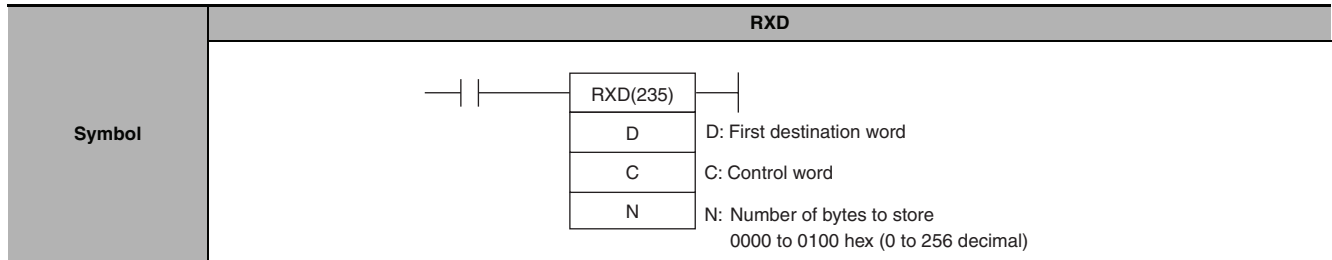 RXD
Symbol
RXD(235)
D
D: First destination word
C
C: Control word
N
N: Number of bytes to store
0000 to 0100 hex (0 to 256 decimal)